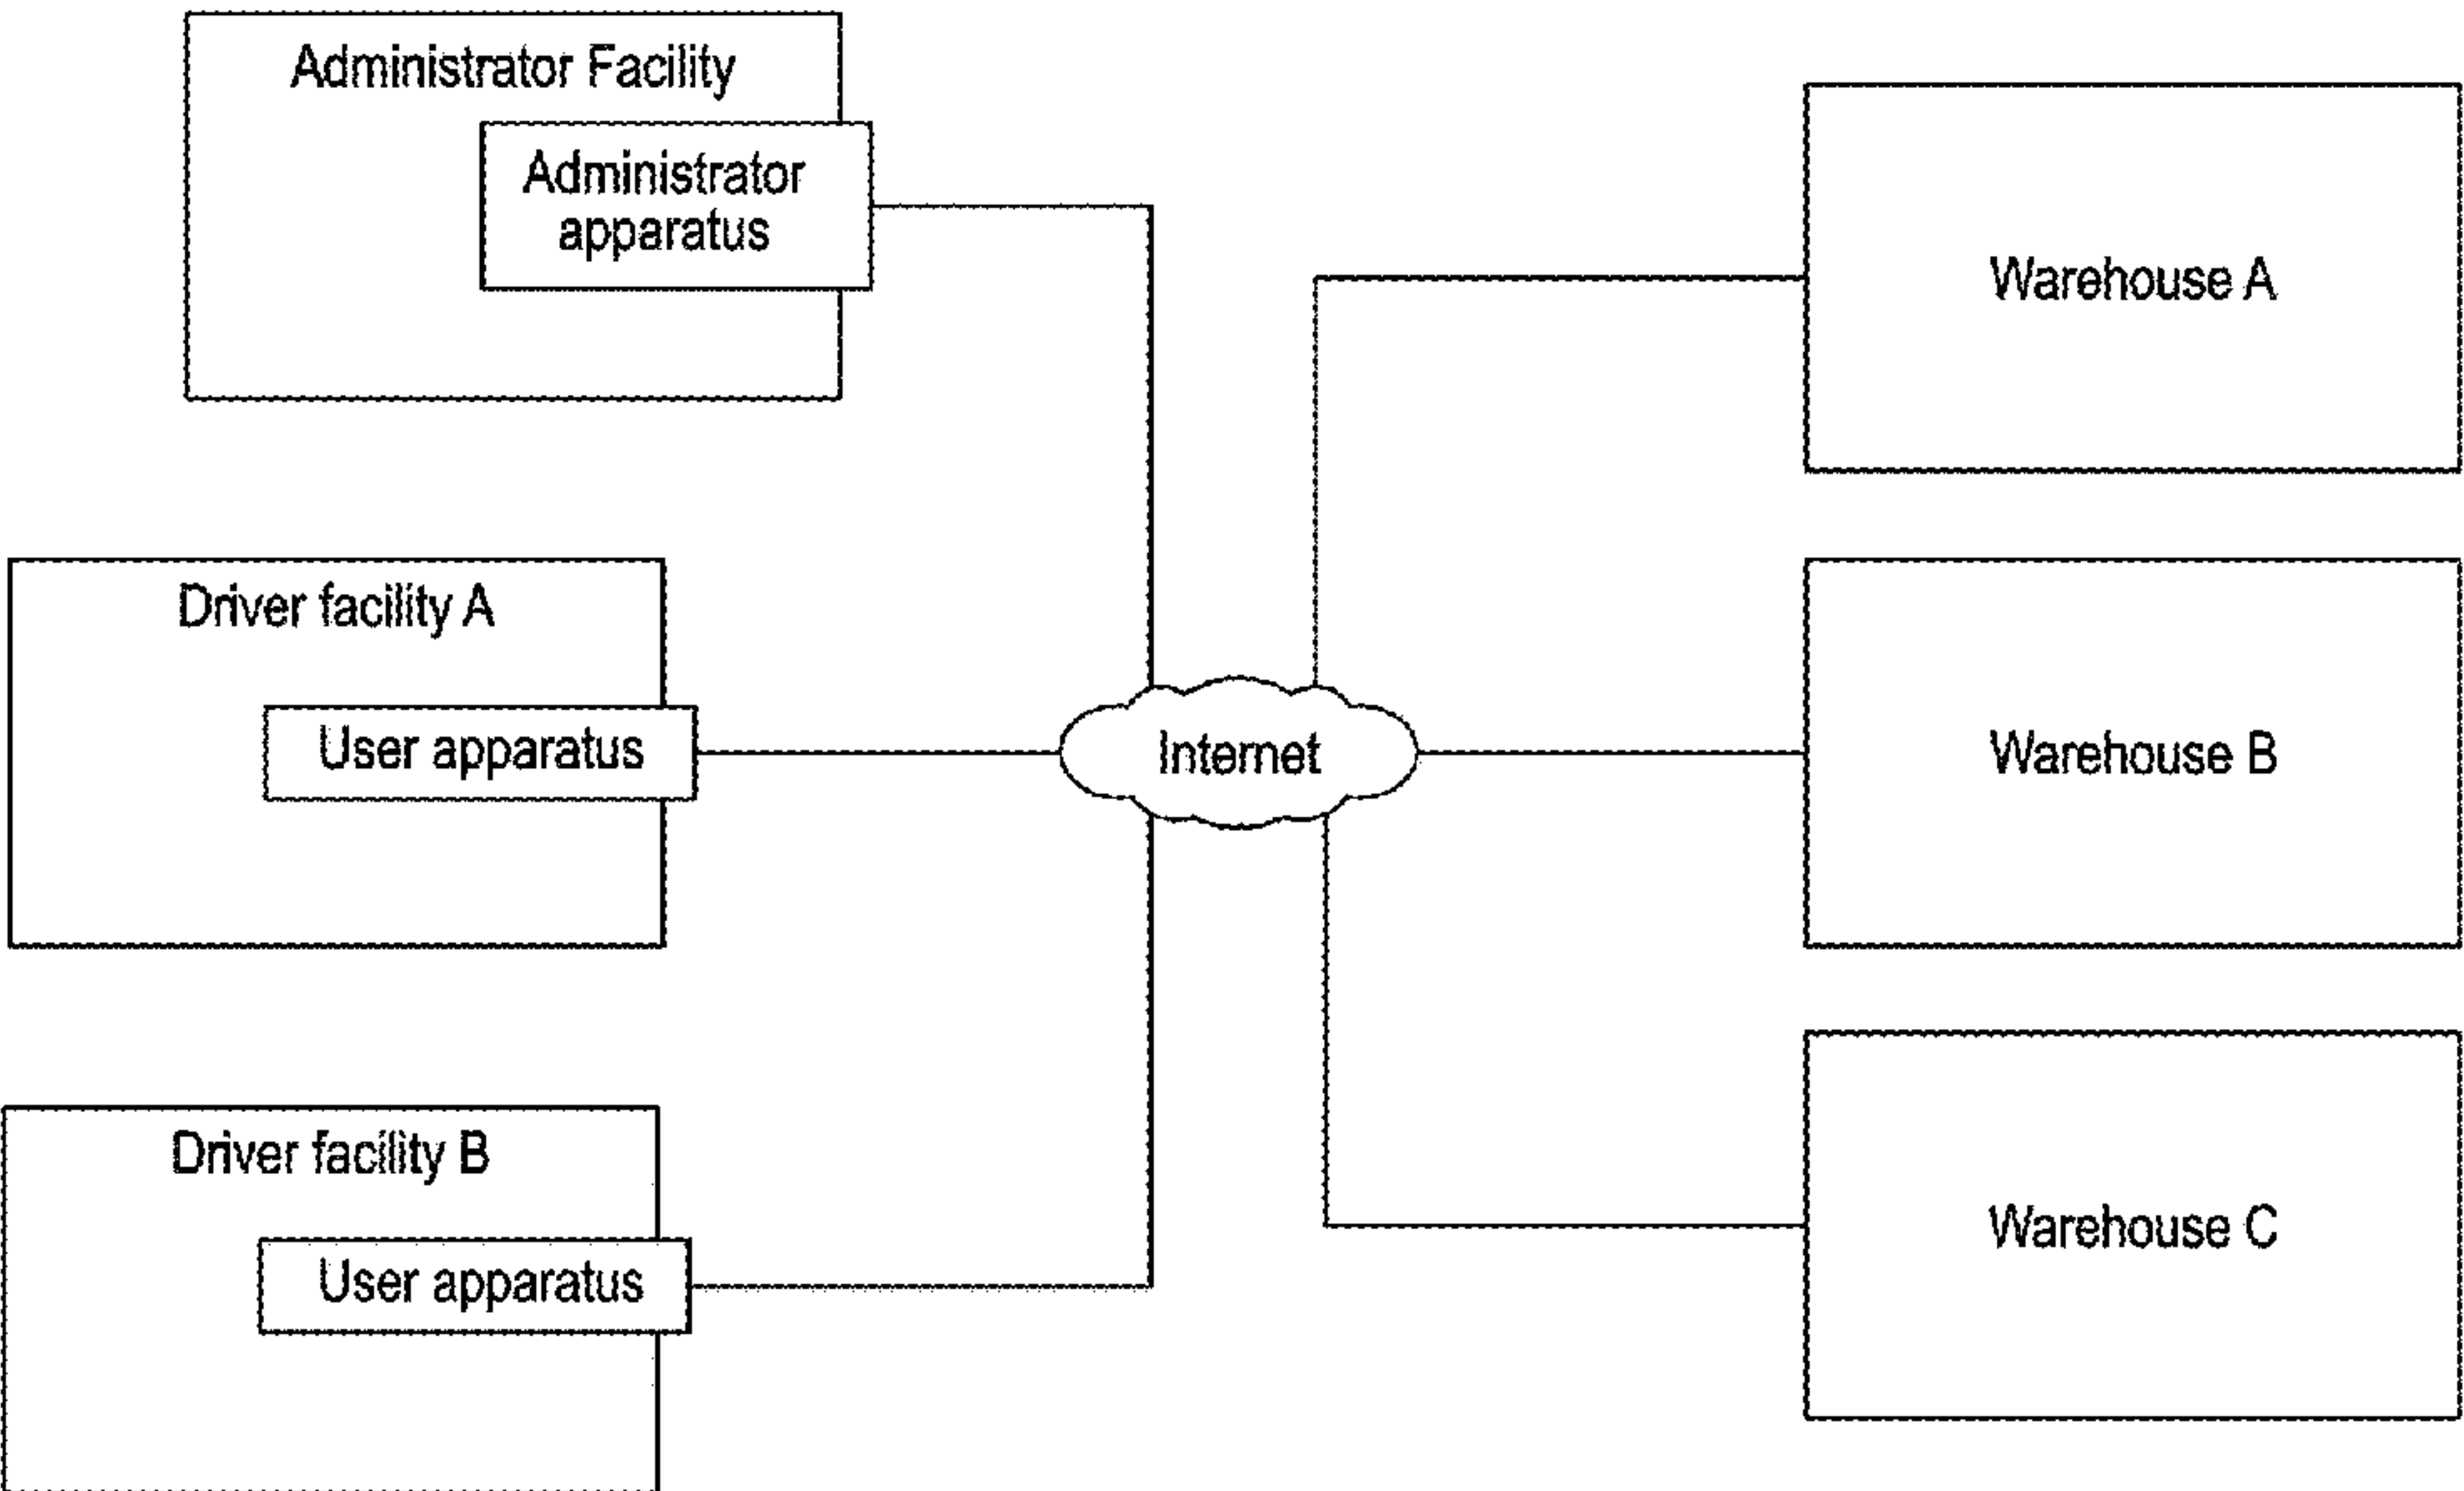 Administrator Facility
Administrator
apparatus
Driver facility A
User apparatus
Driver facility B
User apparatus
Internet
Warehouse A
Warehouse B
Warehouse C